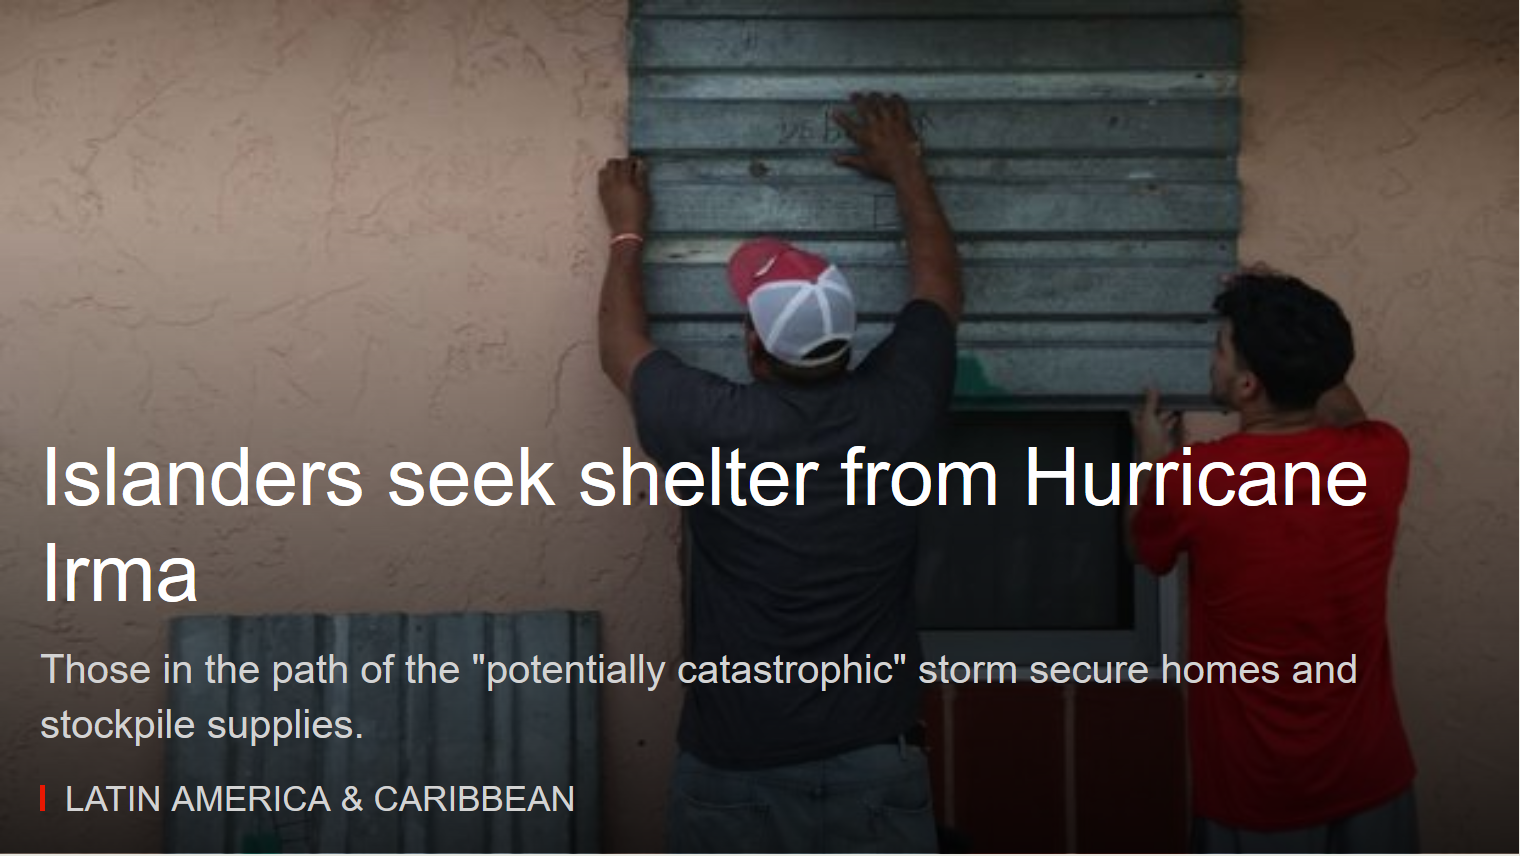 Islanders seek shelter from Hurricane
Irma
Those in the path of the "potentially catastrophic" storm secure homes and
stockpile supplies.
LATIN AMERICA & CARIBBEAN